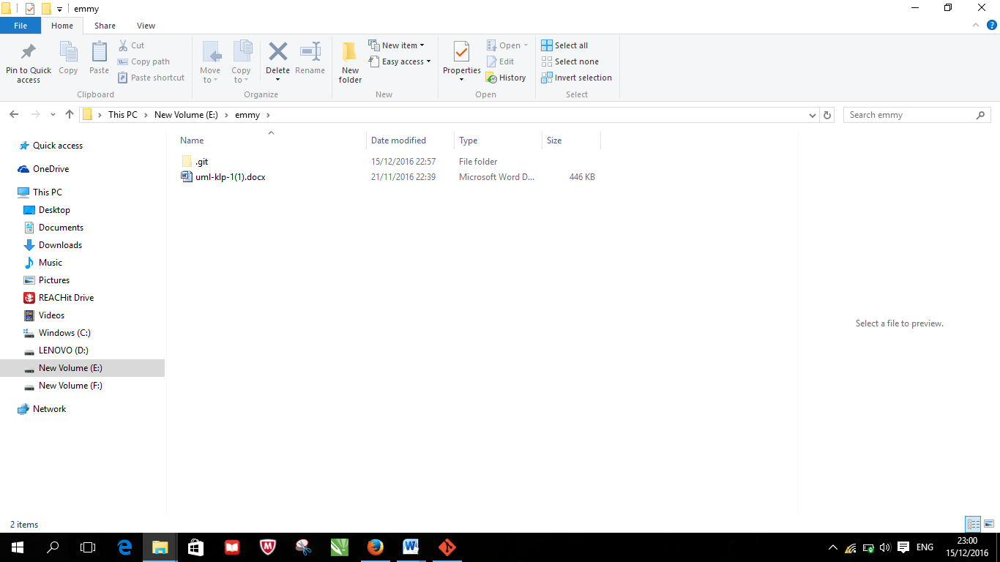 emmy
File Home Share View
Pin to Quick access
Copy
Paste
Cut
Copy path
Paste shortcut
Clipboard
Move to
Copy to
Delete
Rename
Organize
New folder
New item
Easy access
New
Properties
Open
Edit
History
Open
Select all
Select none
Invert selection
Select
This PC New Volume (E:) emmy
Search emmy
Quick access
OneDrive
This PC
Desktop
Documents
Downloads
Music
Pictures
REACHit Drive
Videos
Windows (C:)
LENOVO (D:)
New Volume (E:)
New Volume (F:)
Network
Name Date modified Type Size
.git 15/12/2016 22:57 File folder
uml-klp-1(1).docx 21/11/2016 22:39 Microsoft Word D... 446 KB
Select a file to preview.
2 items
ENG
23:00
15/12/2016